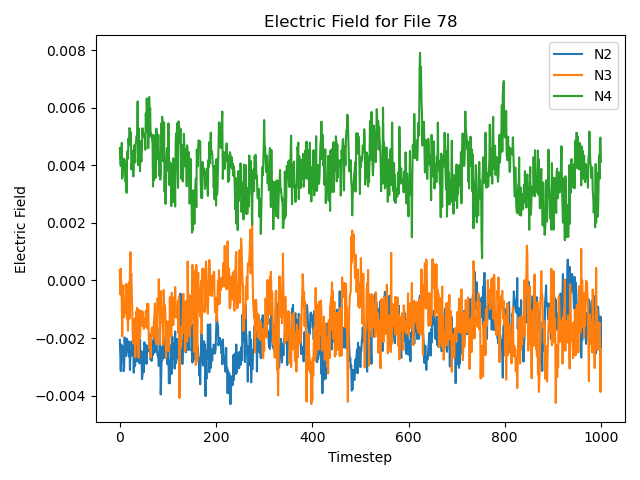 Electric Field for File 78
N2
N3
N4
Electric Field
0.008
0.006
0.004
0.002
0.000
−0.002
−0.004
0 200 400 600 800 1000
Timestep